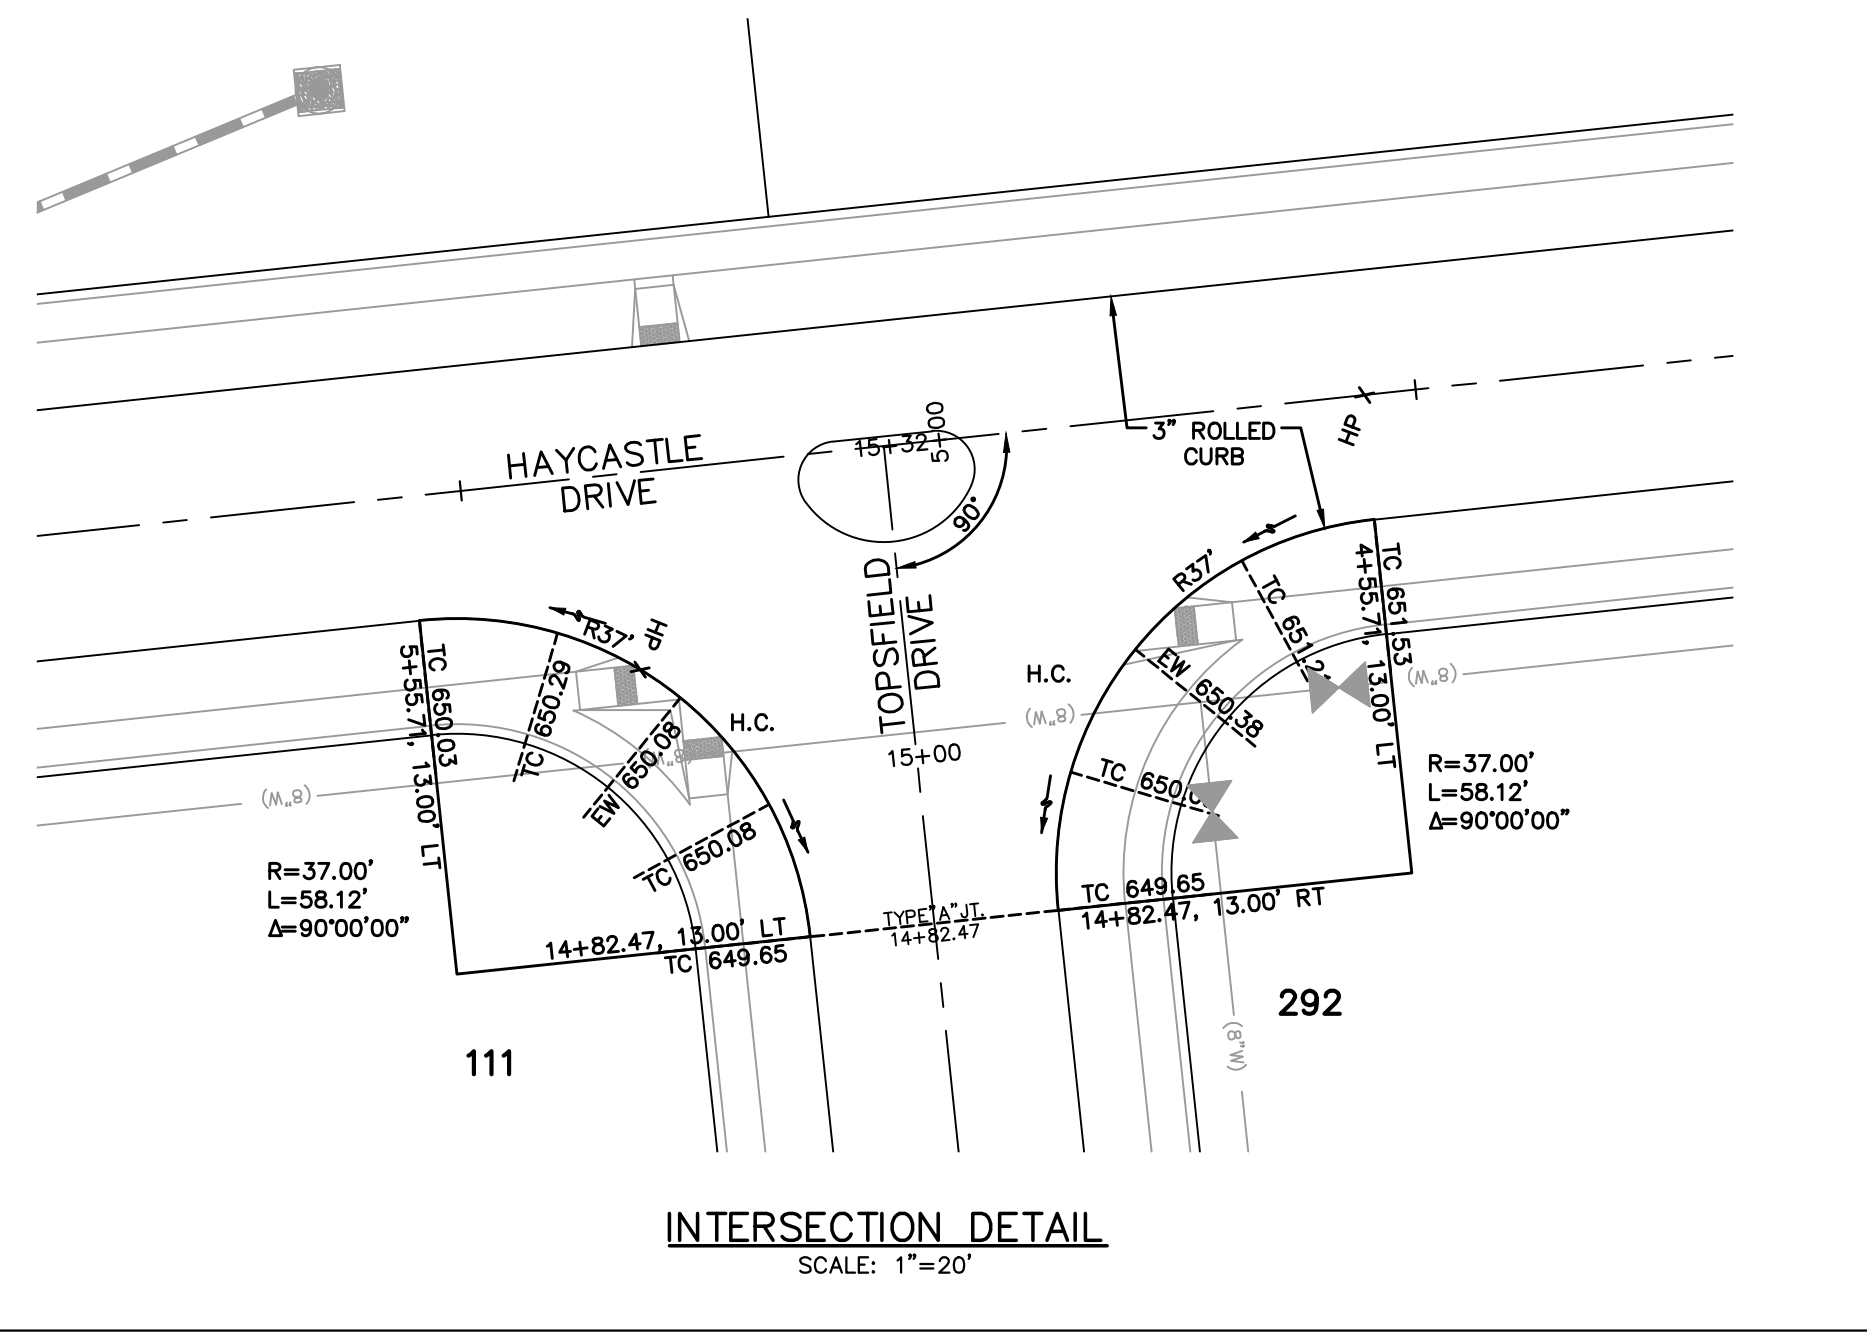 HAYCASTLE
DRIVE
15+32
5+00
90°
3" ROLLED
CURB
HP
TOPSFIELD
DRIVE
15+00
R37'
HP
TC 650.03
5+55.71, 13.00' LT
TC 650.29
EW 650.08
TC 650.08
H.C.
(8"W)
(8"W)
R=37.00'
L=58.12'
Δ=90°00'00"
14+82.47, 13.00' LT
TC 649.65
TYPE"A"JT.
14+82.47
R37'
H.C.
(8"W)
TC 651.53
4+55.71, 13.00' LT
EW 650.38
(8"W)
TC
TC 649.65
14+82.47, 13.00' RT
R=37.00'
L=58.12'
Δ=90°00'00"
(8"W)
111
292
INTERSECTION DETAIL
SCALE: 1"=20'